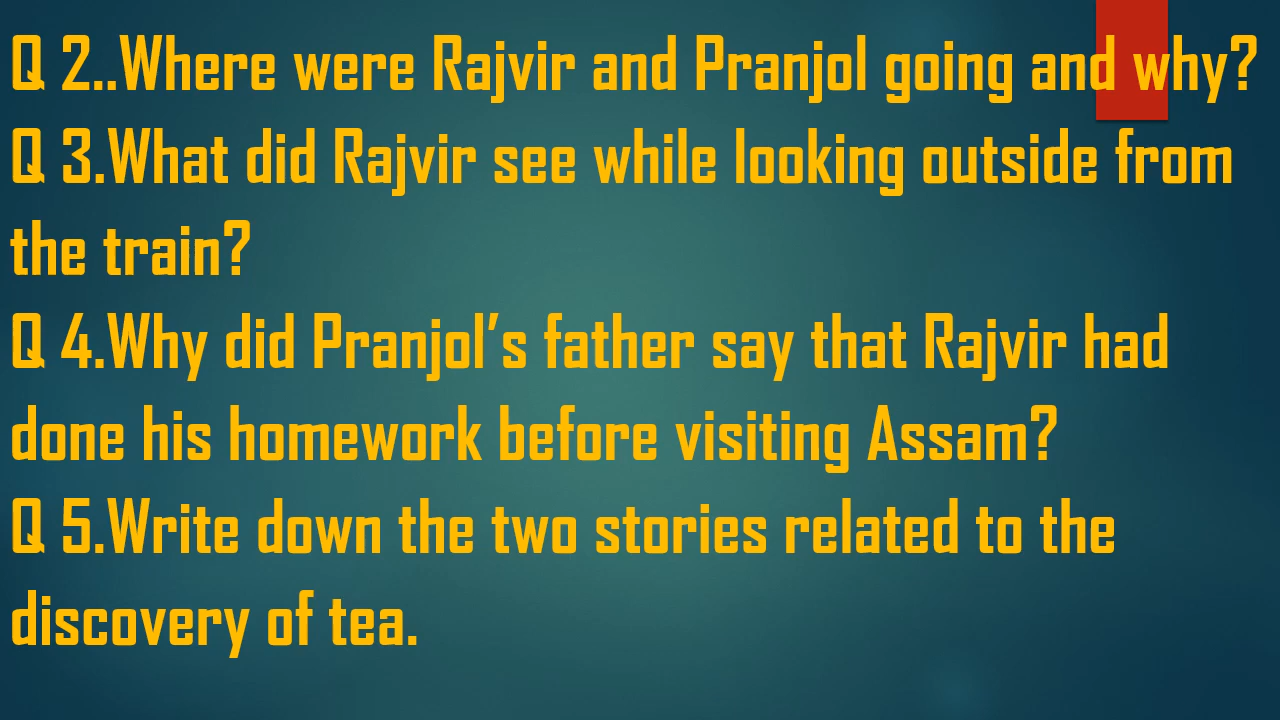 Q 2..Where were Rajvir and Pranjol going and why?
Q 3.What did Rajvir see while looking outside from
the train?
Q 4.Why did Pranjol’s father say that Rajvir had
done his homework before visiting Assam?
Q 5.Write down the two stories related to the
discovery of tea.